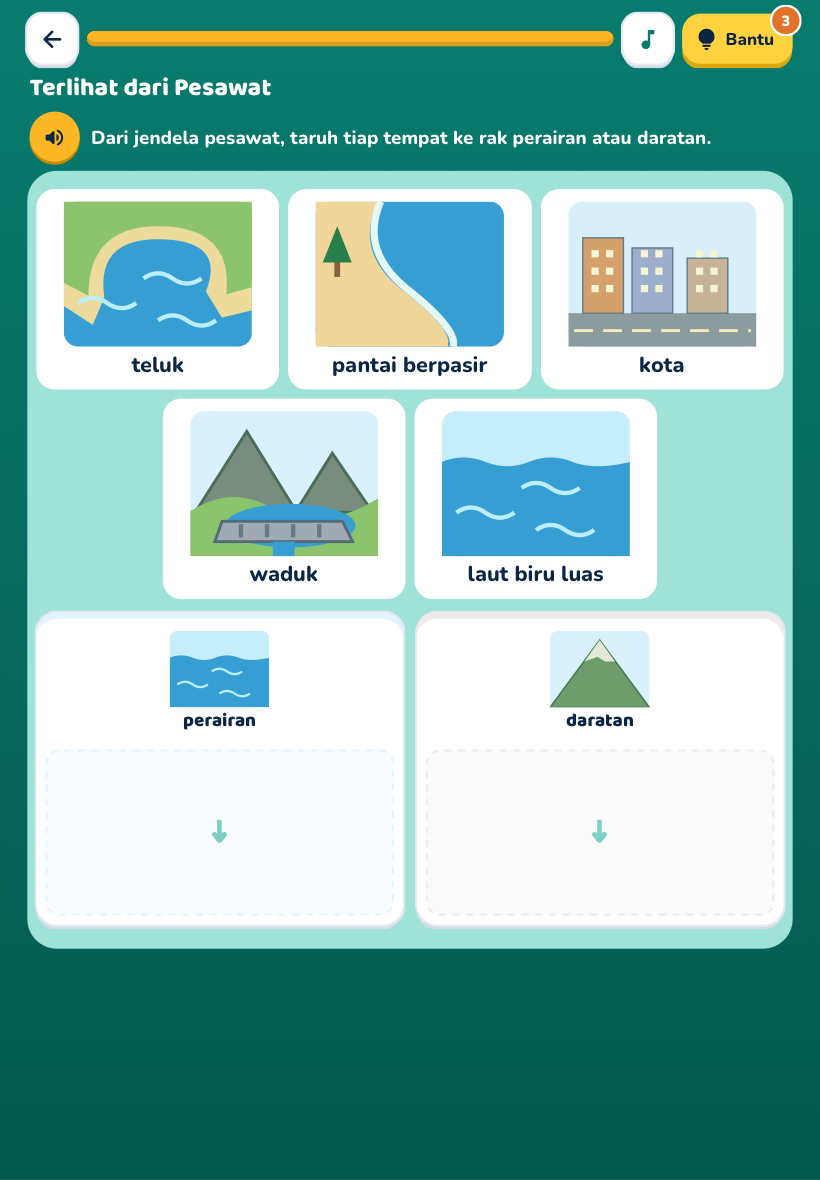 3
Bantu
Terlihat dari Pesawat
Dari jendela pesawat, taruh tiap tempat ke rak perairan atau daratan.
teluk
pantai berpasir
kota
waduk
laut biru luas
perairan
daratan